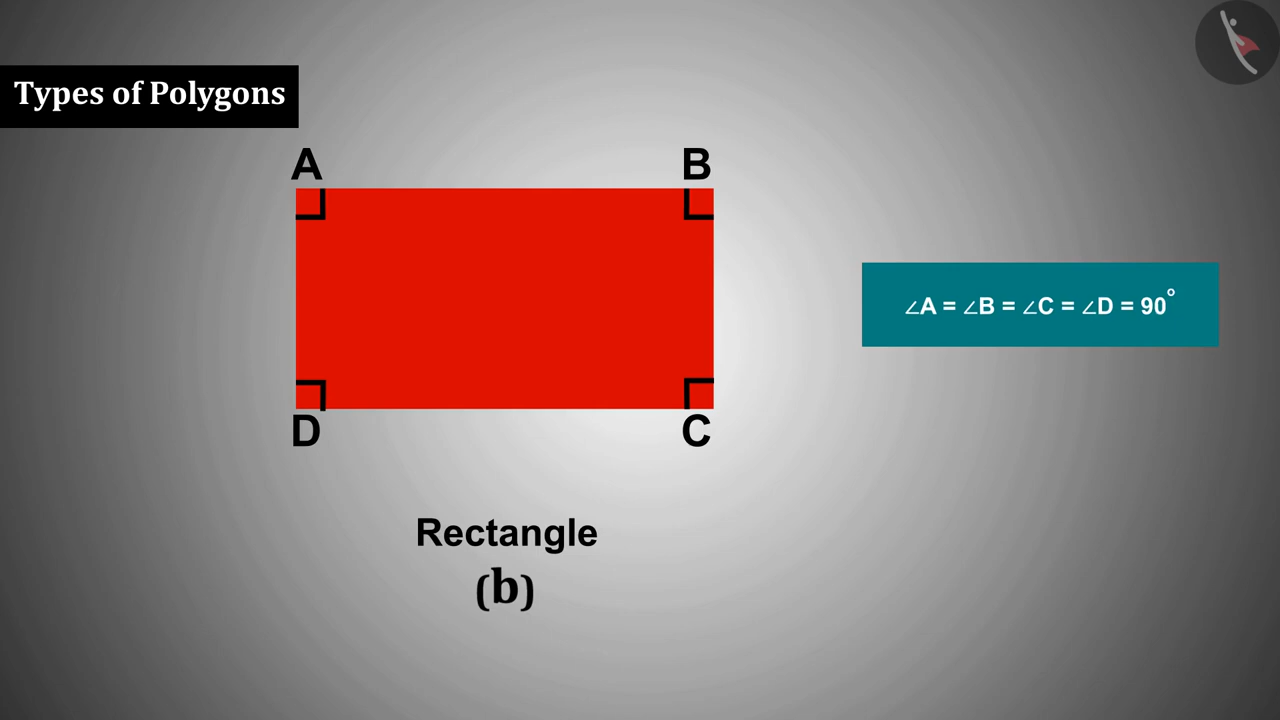 Types of Polygons
A
B
∠A = ∠B = ∠C = ∠D = 90°
D
C
Rectangle
(b)